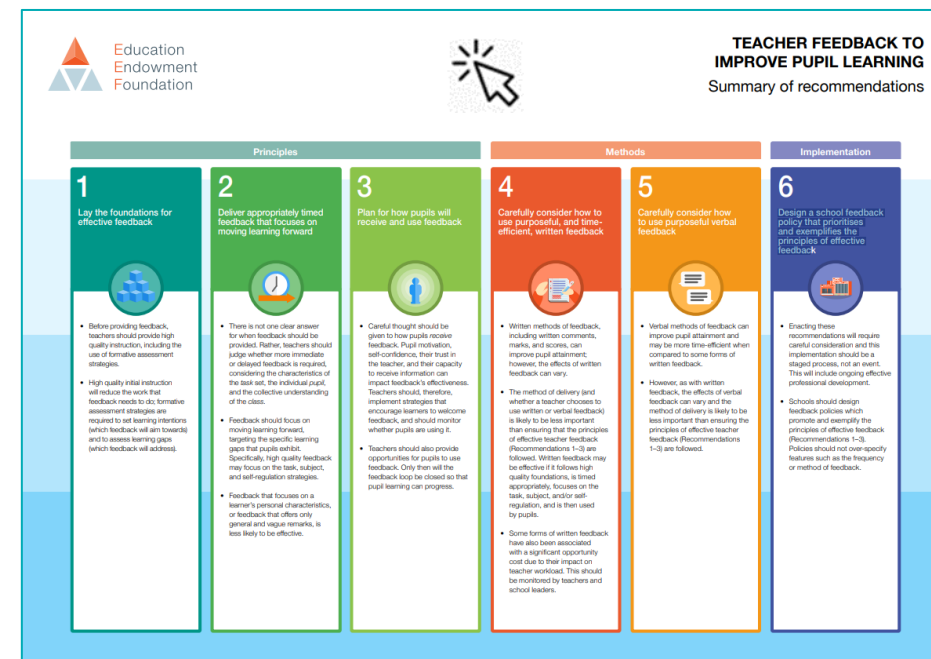 Education
Endowment
Foundation
TEACHER FEEDBACK TO
IMPROVE PUPIL LEARNING
Summary of recommendations
Principles
Methods
Implementation
1
Lay the foundations for
effective feedback
• Before providing feedback,
teachers should provide high
quality instruction, including the
use of formative assessment
strategies.
• High quality initial instruction
will reduce the work that
feedback needs to do; formative
assessment strategies are
required to set learning intentions
(which feedback will aim towards)
and to assess learning gaps
(which feedback will address).
2
Deliver appropriately timed
feedback that focuses on
moving learning forward
• There is not one clear answer
for when feedback should be
provided. Rather, teachers should
judge whether more immediate
or delayed feedback is required,
considering the characteristics of
the task set, the individual pupil,
and the collective understanding
of the class.
• Feedback should focus on
moving learning forward,
targeting the specific learning
gaps that pupils exhibit.
Specifically, high quality feedback
may focus on the task, subject,
and self-regulation strategies.
• Feedback that focuses on a
learner's personal characteristics,
or feedback that offers only
general and vague remarks, is
less likely to be effective.
3
Plan for how pupils will
receive and use feedback
• Careful thought should be
given to how pupils receive
feedback. Pupil motivation,
self-confidence, their trust in
the teacher, and their capacity
to receive information can
impact feedback's effectiveness.
Teachers should, therefore,
implement strategies that
encourage learners to welcome
feedback, and should monitor
whether pupils are using it.
• Teachers should also provide
opportunities for pupils to use
feedback. Only then will the
feedback loop be closed so that
pupil learning can progress.
4
Carefully consider how to
use purposeful, and time-
efficient, written feedback
• Written methods of feedback,
including written comments,
marks, and scores, can
improve pupil attainment;
however, the effects of written
feedback can vary.
• The method of delivery (and
whether a teacher chooses to
use written or verbal feedback)
is likely to be less important
than ensuring that the principles
of effective teacher feedback
(Recommendations 1–3) are
followed. Written feedback may
be effective if it follows high
quality foundations, is timed
appropriately, focuses on the
task, subject, and/or self-
regulation, and is then used
by pupils.
• Some forms of written feedback
have also been associated
with a significant opportunity
cost due to their impact on
teacher workload. This should
be monitored by teachers and
school leaders.
5
Carefully consider how
to use purposeful verbal
feedback
• Verbal methods of feedback can
improve pupil attainment and
may be more time-efficient when
compared to some forms of
written feedback.
• However, as with written
feedback, the effects of verbal
feedback can vary and the
method of delivery is likely to be
less important than ensuring the
principles of effective teacher
feedback (Recommendations
1–3) are followed.
6
Design a school feedback
policy that prioritises
and exemplifies the
principles of effective
feedback
• Enacting these
recommendations will require
careful consideration and this
implementation should be a
staged process, not an event.
This will include ongoing effective
professional development.
• Schools should design
feedback policies which
promote and exemplify the
principles of effective feedback
(Recommendations 1–3).
Policies should not over-specify
features such as the frequency
or method of feedback.